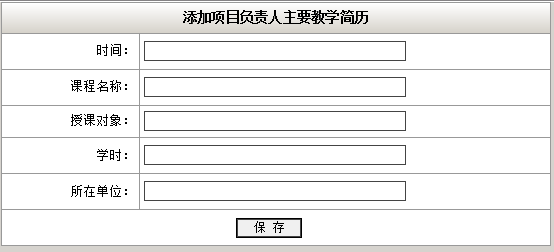 添加项目负责人主要教学简历
时间：
课程名称：
授课对象：
学时：
所在单位：
保 存